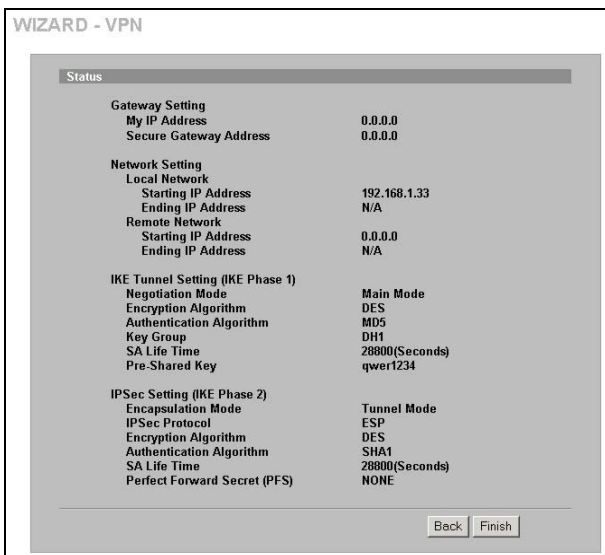 WIZARD - VPN
Status
Gateway Setting
My IP Address 0.0.0.0
Secure Gateway Address 0.0.0.0
Network Setting
Local Network
Starting IP Address 192.168.1.33
Ending IP Address N/A
Remote Network
Starting IP Address 0.0.0.0
Ending IP Address N/A
IKE Tunnel Setting (IKE Phase 1)
Negotiation Mode Main Mode
Encryption Algorithm DES
Authentication Algorithm MD5
Key Group DH1
SA Life Time 28800(Seconds)
Pre-Shared Key qwer1234
IPSec Setting (IKE Phase 2)
Encapsulation Mode Tunnel Mode
IPSec Protocol ESP
Encryption Algorithm DES
Authentication Algorithm SHA1
SA Life Time 28800(Seconds)
Perfect Forward Secret (PFS) NONE
Back Finish